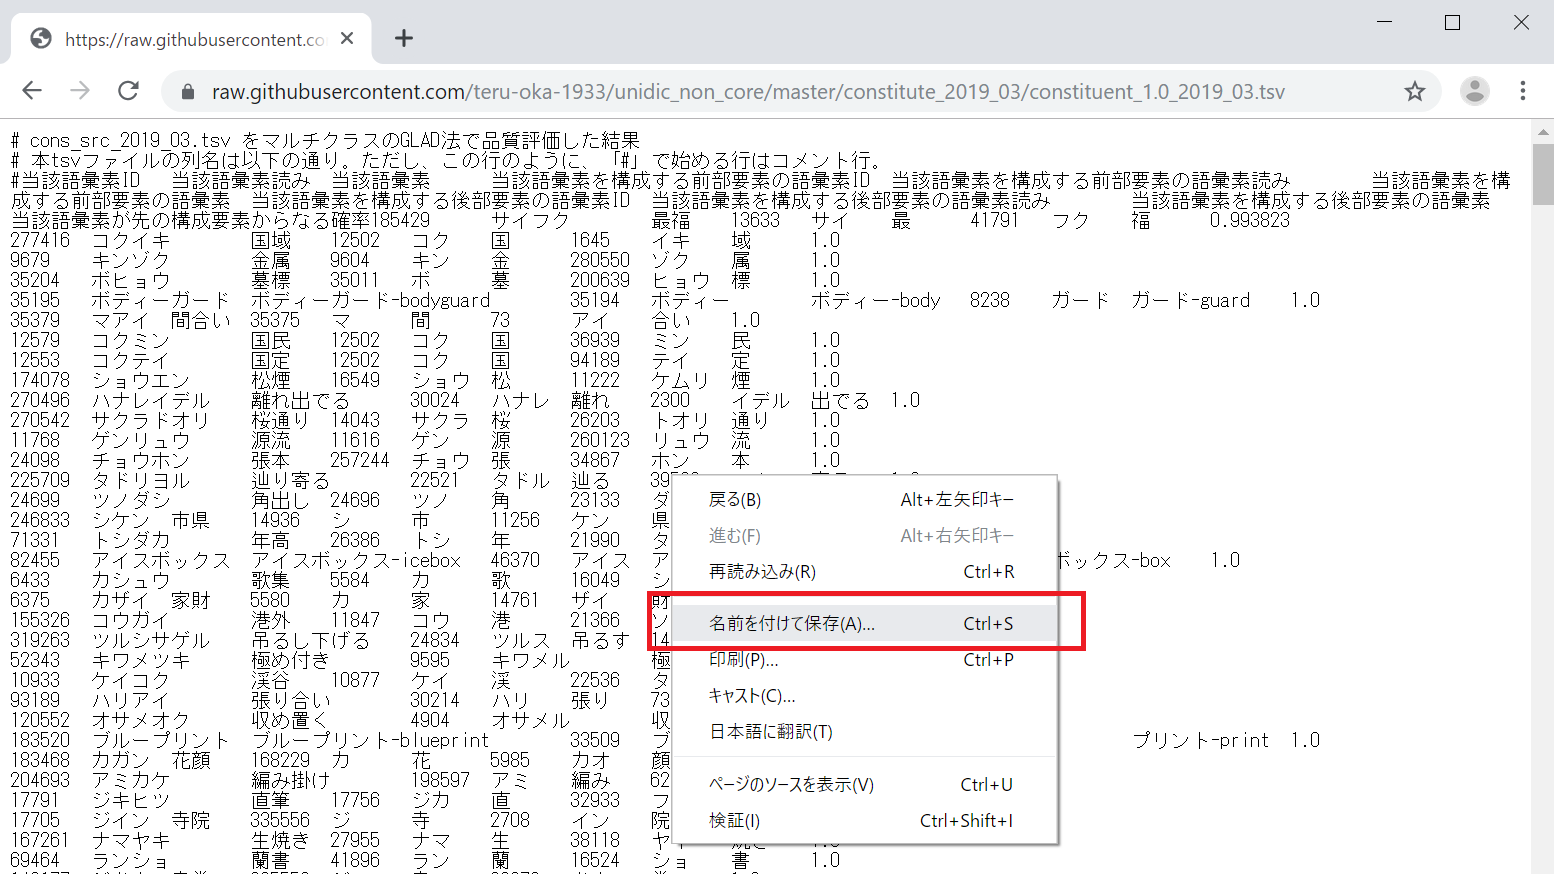 https://raw.githubusercontent.co
raw.githubusercontent.com/teru-oka-1933/unidic_non_core/master/constitute_2019_03/constituent_1.0_2019_03.tsv
# cons_src_2019_03.tsv をマルチクラスのGLAD法で品質評価した結果
# 本tsvファイルの列名は以下の通り。ただし、この行のように、「#」で始める行はコメント行。
#当該語彙素ID 当該語彙素読み 当該語彙素 当該語彙素を構成する前部要素の語彙素ID 当該語彙素を構成する前部要素の語彙素読み 当該語彙素を構
成する前部要素の語彙素 当該語彙素を構成する後部要素の語彙素ID 当該語彙素を構成する後部要素の語彙素読み 当該語彙素を構成する後部要素の語彙素
当該語彙素が先の構成要素からなる確率185429 サイフク 最福 13633 サイ 最 41791 フク 福 0.993823
277416 コクイキ 国域 12502 コク 国 1645 イキ 域 1.0
9679 キンゾク 金属 9604 キン 金 280550 ゾク 属 1.0
35204 ボヒョウ 墓標 35011 ボ 墓 200639 ヒョウ 標 1.0
35195 ボディーガード ボディーガード-bodyguard 35194 ボディー ボディー-body 8238 ガード ガード-guard 1.0
35379 マアイ 間合い 35375 マ 間 73 アイ 合い 1.0
12579 コクミン 国民 12502 コク 国 36939 ミン 民 1.0
12553 コクテイ 国定 12502 コク 国 94189 テイ 定 1.0
174078 ショウエン 松煙 16549 ショウ 松 11222 ケムリ 煙 1.0
270496 ハナレイデル 離れ出でる 30024 ハナレ 離れ 2300 イデル 出でる 1.0
270542 サクラドオリ 桜通り 14043 サクラ 桜 26203 トオリ 通り 1.0
11768 ゲンリュウ 源流 11616 ゲン 源 260123 リュウ 流 1.0
24098 チョウホン 張本 257244 チョウ 張 34867 ホン 本 1.0
225709 タドリヨル 辿り寄る 22521 タドル 辿る
24699 ツノダシ 角出し 24696 ツノ 角 23133 ダ
246833 シケン 市県 14936 シ 市 11256 ケン 県
71331 トシダカ 年高 26386 トシ 年 21990 タ
82455 アイスボックス アイスボックス-icebox 46370 アイス ア ボックス-box 1.0
6433 カシュウ 歌集 5584 カ 歌 16049 シ
6375 カザイ 家財 5580 カ 家 14761 ザイ 財
155326 コウガイ 港外 11847 コウ 港 21366 ソ
319263 ツルシサゲル 吊るし下げる 24834 ツルス 吊るす 14
52343 キワメツキ 極め付き 9595 キワメル 極
10933 ケイコク 渓谷 10877 ケイ 渓 22536 タ
93189 ハリアイ 張り合い 30214 ハリ 張り 73
120552 オサメオク 収め置く 4904 オサメル 収
183520 ブループリント ブループリント-blueprint 33509 ブ プリント-print 1.0
183468 カガン 花顔 168229 カ 花 5985 カオ 顔
204693 アミカケ 編み掛け 198597 アミ 編み 62
17791 ジキヒツ 直筆 17756 ジカ 直 32933 フ
17705 ジイン 寺院 335556 ジ 寺 2708 イン 院
167261 ナマヤキ 生焼き 27955 ナマ 生 38118 ヤ
69464 ランショ 蘭書 41896 ラン 蘭 16524 ショ 書 1.0
戻る(B) Alt+左矢印キー
進む(F) Alt+右矢印キー
再読み込み(R) Ctrl+R
名前を付けて保存(A)... Ctrl+S
印刷(P)... Ctrl+P
キャスト(C)...
日本語に翻訳(T)
ページのソースを表示(V) Ctrl+U
検証(I) Ctrl+Shift+I